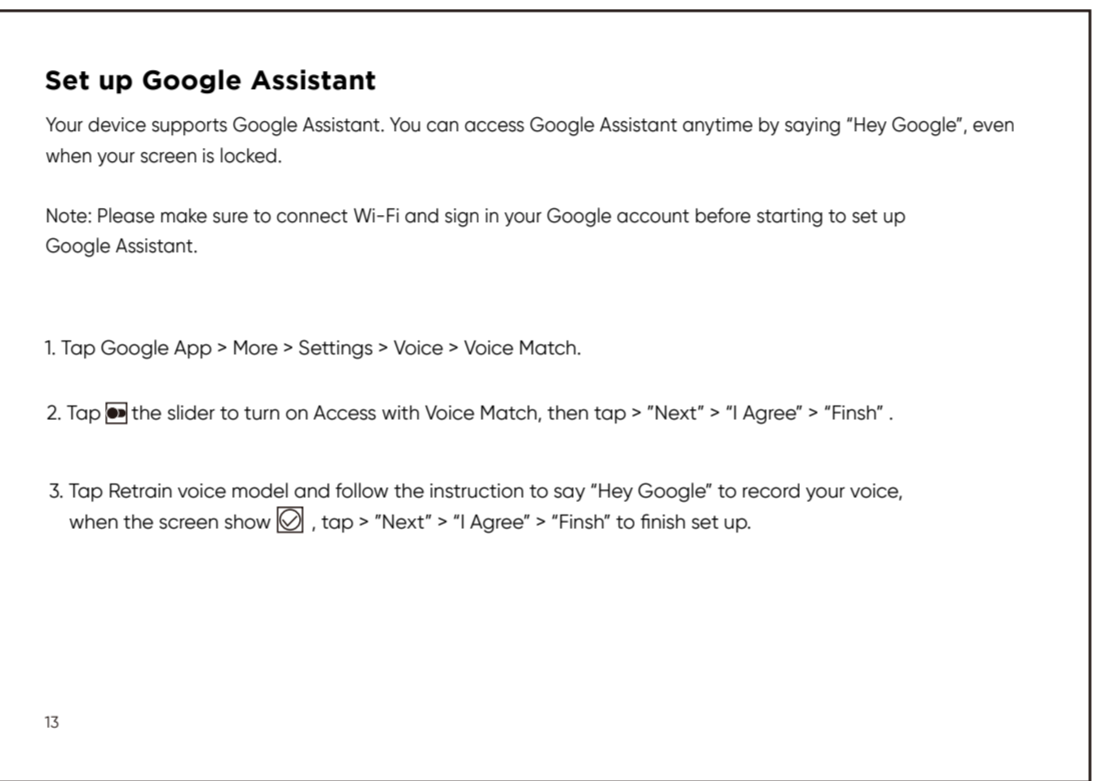 Set up Google Assistant
Your device supports Google Assistant. You can access Google Assistant anytime by saying “Hey Google”, even
when your screen is locked.
Note: Please make sure to connect Wi-Fi and sign in your Google account before starting to set up
Google Assistant.
1. Tap Google App > More > Settings > Voice > Voice Match.
2. Tap the slider to turn on Access with Voice Match, then tap > ”Next” > “I Agree” > “Finsh” .
3. Tap Retrain voice model and follow the instruction to say “Hey Google” to record your voice,
when the screen show , tap > ”Next” > “I Agree” > “Finsh” to finish set up.
13